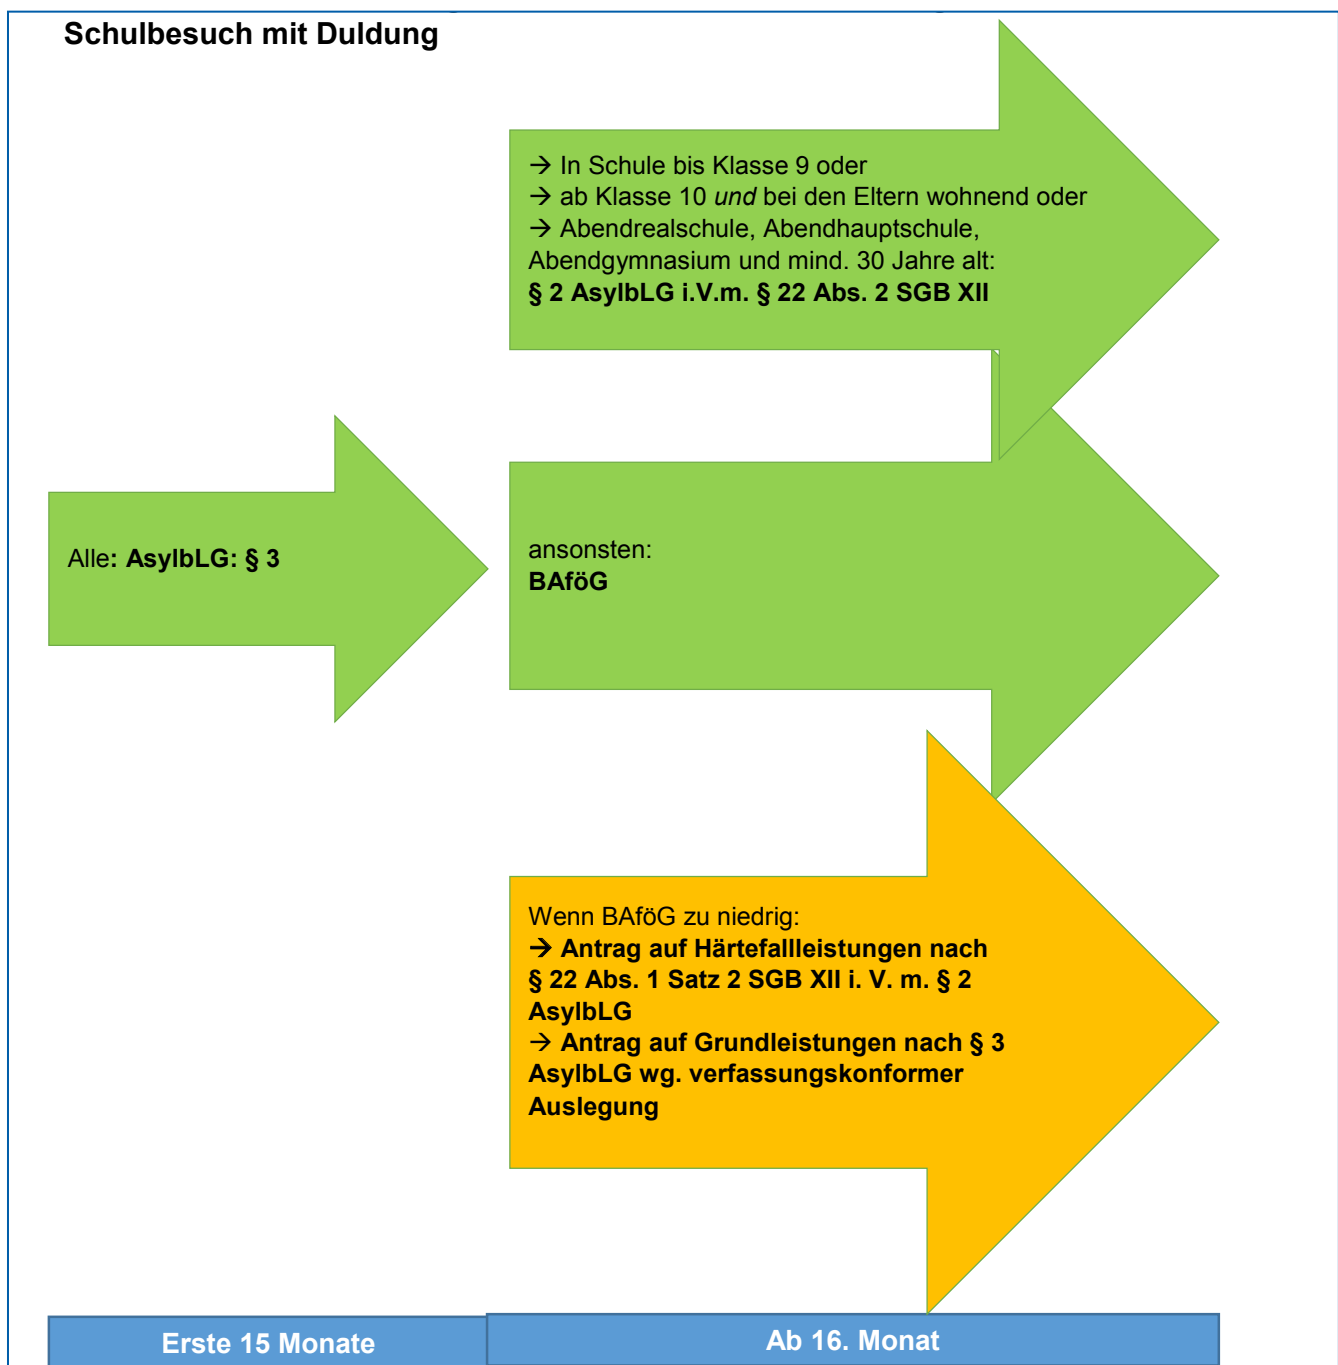 Schulbesuch mit Duldung
→ In Schule bis Klasse 9 oder
→ ab Klasse 10 und bei den Eltern wohnend oder
→ Abendrealschule, Abendhauptschule,
Abendgymnasium und mind. 30 Jahre alt:
§ 2 AsylbLG i.V.m. § 22 Abs. 2 SGB XII
Alle: AsylbLG: § 3
ansonsten:
BAföG
Wenn BAföG zu niedrig:
→ Antrag auf Härtefallleistungen nach
§ 22 Abs. 1 Satz 2 SGB XII i. V. m. § 2
AsylbLG
→ Antrag auf Grundleistungen nach § 3
AsylbLG wg. verfassungskonformer
Auslegung
Erste 15 Monate
Ab 16. Monat